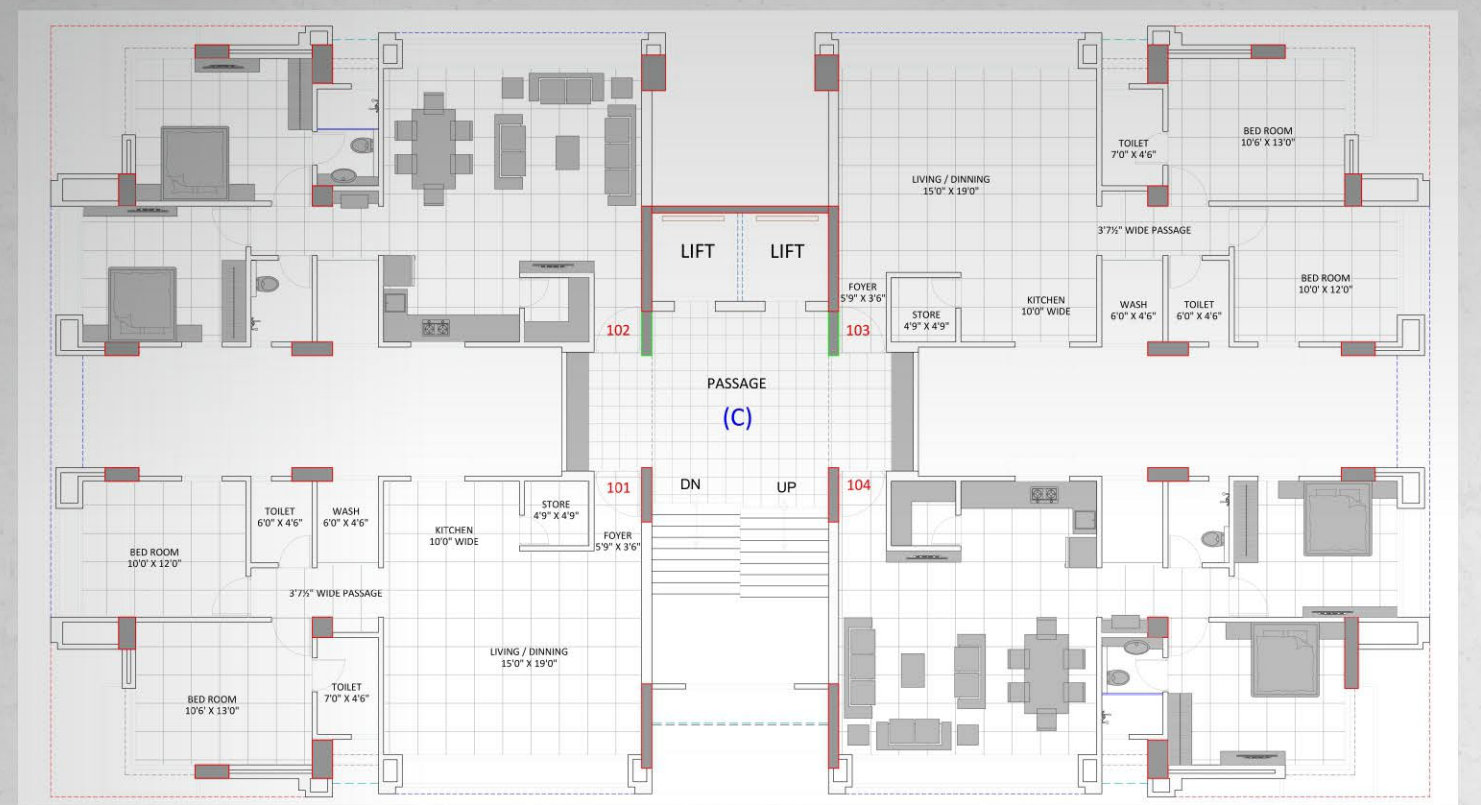 TOILET
7'0" X 4'6"
BED ROOM
10'6' X 13'0"
LIVING / DINNING
15'0" X 19'0"
3'7½" WIDE PASSAGE
LIFT
LIFT
BED ROOM
10'0' X 12'0"
FOYER
5'9" X 3'6"
STORE
4'9" X 4'9"
KITCHEN
10'0" WIDE
WASH
6'0" X 4'6"
TOILET
6'0" X 4'6"
102
103
PASSAGE
(C)
101
DN
UP
104
TOILET
6'0" X 4'6"
WASH
6'0" X 4'6"
KITCHEN
10'0" WIDE
STORE
4'9" X 4'9"
FOYER
5'9" X 3'6"
BED ROOM
10'0' X 12'0"
3'7½" WIDE PASSAGE
LIVING / DINNING
15'0" X 19'0"
BED ROOM
10'6' X 13'0"
TOILET
7'0" X 4'6"